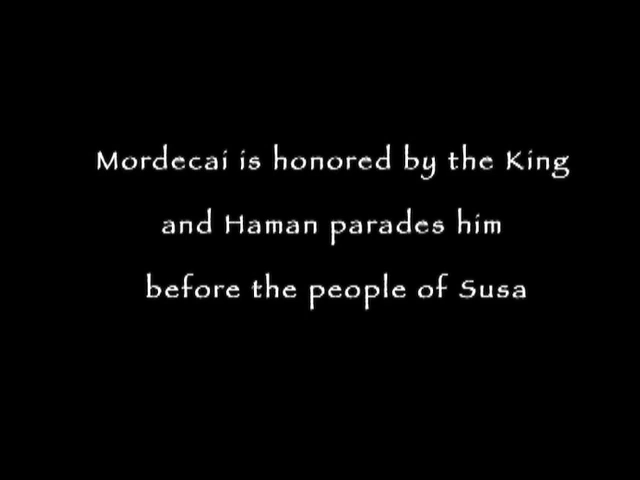 Mordecai is honored by the King
and Haman parades him
before the people of Susa